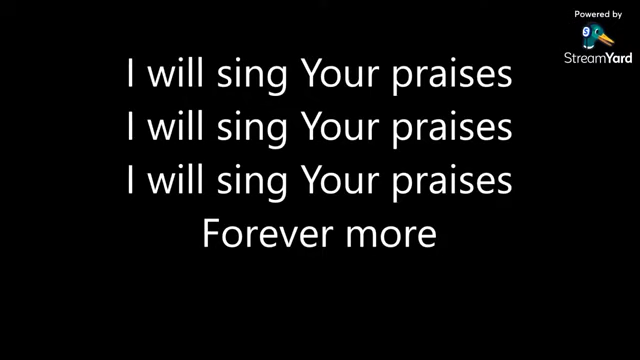 Powered by
StreamYard
I will sing Your praises
I will sing Your praises
I will sing Your praises
Forever more